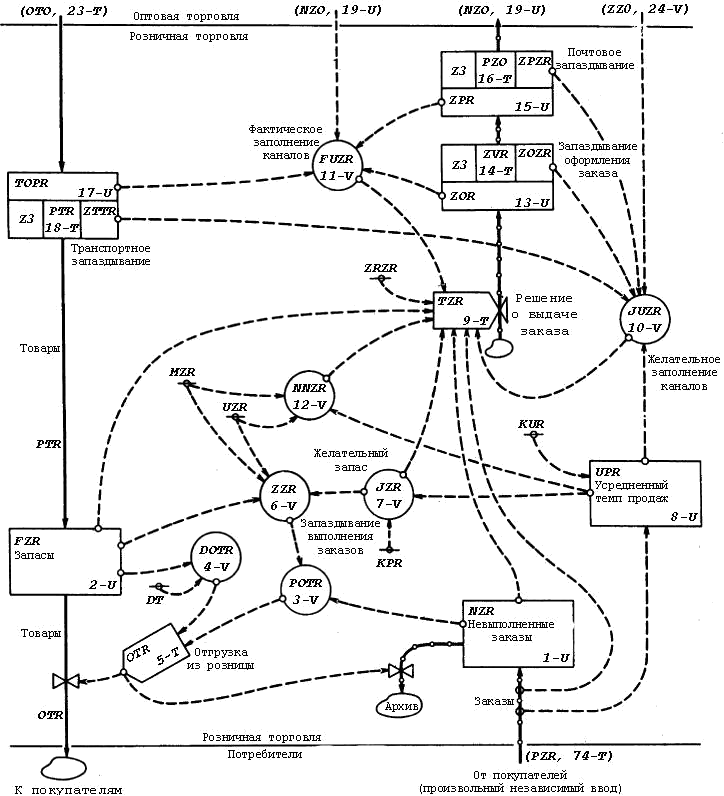 (OTO, 23-T)
(NZO, 19-U)
(NZO, 19-U)
(ZZO, 24-V)
Оптовая торговля
Розничная торговля
Почтовое
запаздывание
Z3
PZO
16-T
ZPZR
ZPR
15-U
Фактическое
заполнение
каналов
FUZR
11-V
Запаздывание
оформления
заказа
Z3
ZVR
14-T
ZOZR
ZOR
13-U
TOPR
17-U
Z3
PTR
18-T
ZTTR
Транспортное
запаздывание
ZRZR
TZR
9-T
Решение
о выдаче
заказа
JUZR
10-V
Товары
Желательное
заполнение
каналов
MZR
NNZR
12-V
UZR
KUR
PTR
Желательный
запас
UPR
Усредненный
темп продаж
8-U
ZZR
6-V
JZR
7-V
Запаздывание
выполнения
заказов
FZR
Запасы
2-U
DOTR
4-V
KPR
DT
POTR
3-V
NZR
Невыполненные
заказы
1-U
Товары
OTR
5-T
Отгрузка
из розницы
OTR
Архив
Заказы
Розничная торговля
Потребители
(PZR, 74-T)
К покупателям
От покупателей
(произвольный независимый ввод)